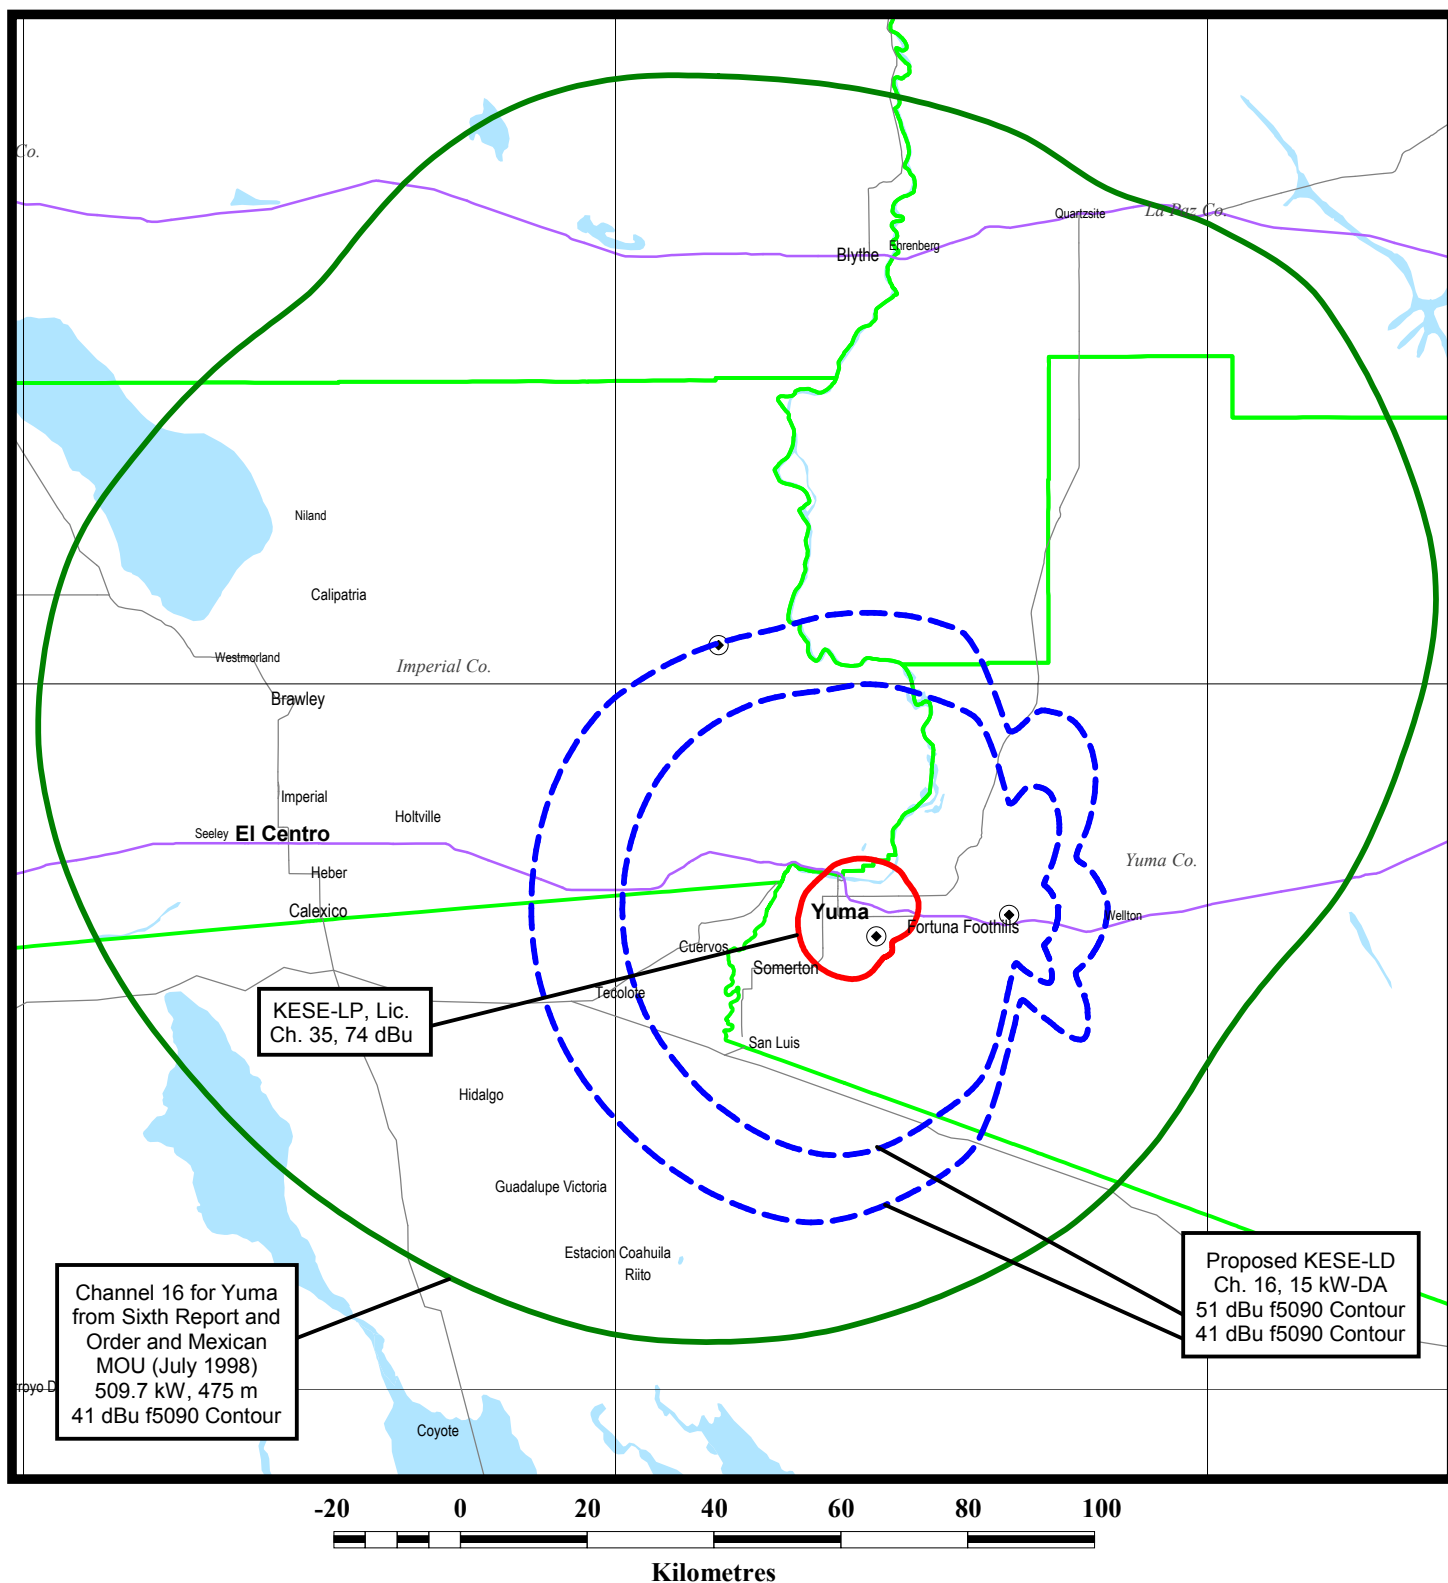 Co.
La Paz Co.
Quartzsite
Ehrenberg
Blythe
Niland
Calipatria
Westmorland
Imperial Co.
Brawley
Imperial
Holtville
Seeley
El Centro
Heber
Calexico
Yuma Co.
Yuma
Wellton
Fortuna Foothills
Cuervos
Somerton
Tecolote
KESE-LP, Lic.
Ch. 35, 74 dBu
San Luis
Hidalgo
Guadalupe Victoria
Estacion Coahuila
Riito
Proposed KESE-LD
Ch. 16, 15 kW-DA
51 dBu f5090 Contour
41 dBu f5090 Contour
Channel 16 for Yuma
from Sixth Report and
Order and Mexican
MOU (July 1998)
509.7 kW, 475 m
41 dBu f5090 Contour
royo D
Coyote
-20 0 20 40 60 80 100
Kilometres